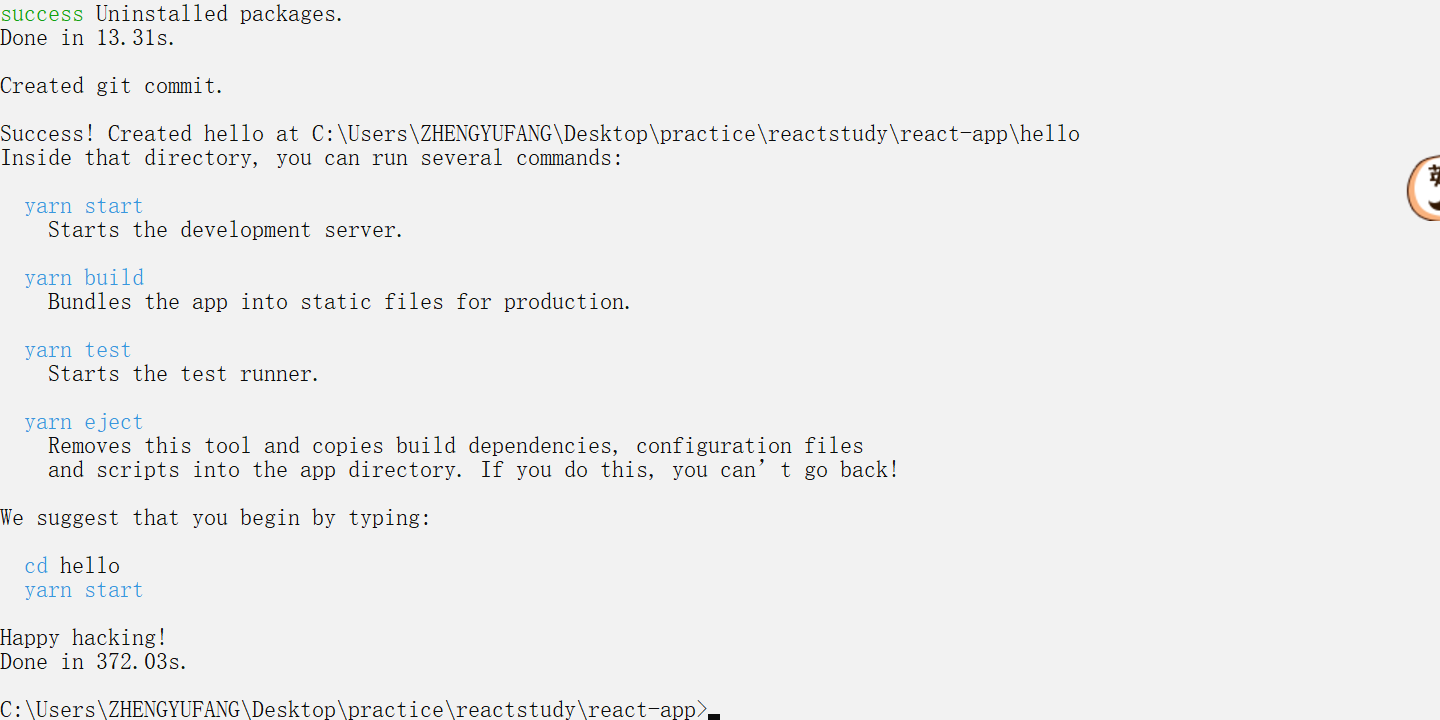 success Uninstalled packages.
Done in 13.31s.
Created git commit.
Success! Created hello at C:\Users\ZHENGYUFANG\Desktop\practice\reactstudy\react-app\hello
Inside that directory, you can run several commands:
yarn start
Starts the development server.
yarn build
Bundles the app into static files for production.
yarn test
Starts the test runner.
yarn eject
Removes this tool and copies build dependencies, configuration files
and scripts into the app directory. If you do this, you can’t go back!
We suggest that you begin by typing:
cd hello
yarn start
Happy hacking!
Done in 372.03s.
C:\Users\ZHENGYUFANG\Desktop\practice\reactstudy\react-app>